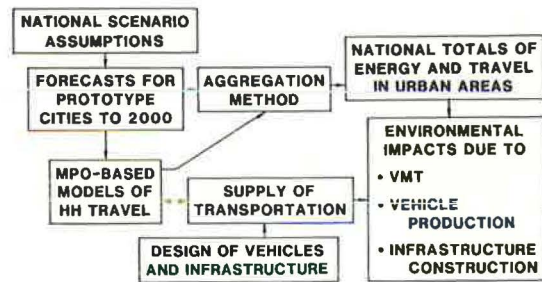 NATIONAL SCENARIO
ASSUMPTIONS
FORECASTS FOR
PROTOTYPE
CITIES TO 2000
AGGREGATION
METHOD
NATIONAL TOTALS OF
ENERGY AND TRAVEL
IN URBAN AREAS
MPO-BASED
MODELS OF
HH TRAVEL
SUPPLY OF
TRANSPORTATION
ENVIRONMENTAL
IMPACTS DUE TO
• VMT
• VEHICLE
PRODUCTION
• INFRASTRUCTURE
CONSTRUCTION
DESIGN OF VEHICLES
AND INFRASTRUCTURE